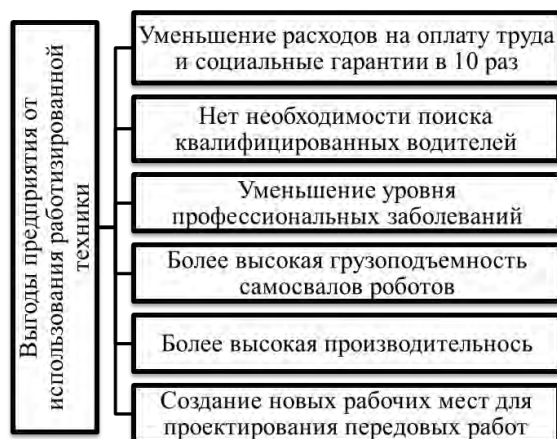 Выгоды предприятия от
использования работизированной
техники
Уменьшение расходов на оплату труда
и социальные гарантии в 10 раз
Нет необходимости поиска
квалифицированных водителей
Уменьшение уровня
профессиональных заболеваний
Более высокая грузоподъемность
самосвалов роботов
Более высокая производительнось
Создание новых рабочих мест для
проектирования передовых работ